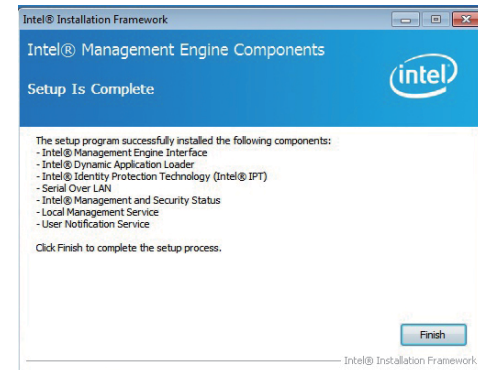 Intel® Installation Framework
Intel® Management Engine Components
Setup Is Complete
(intel)
The setup program successfully installed the following components:
- Intel® Management Engine Interface
- Intel® Dynamic Application Loader
- Intel® Identity Protection Technology (Intel® IPT)
- Serial Over LAN
- Intel® Management and Security Status
- Local Management Service
- User Notification Service
Click Finish to complete the setup process.
Finish
Intel® Installation Framework